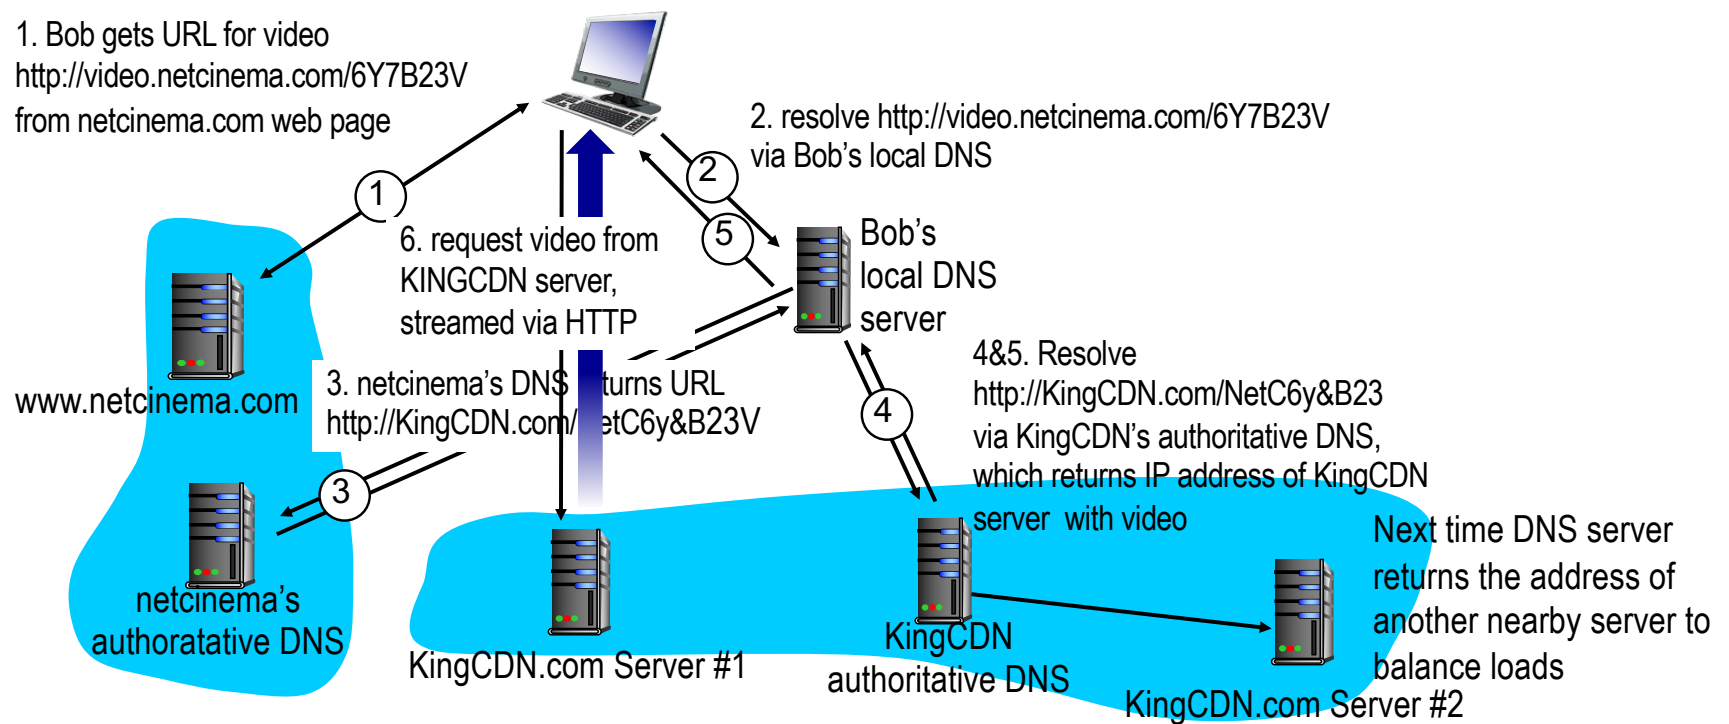 1. Bob gets URL for video
http://video.netcinema.com/6Y7B23V
from netcinema.com web page
2. resolve http://video.netcinema.com/6Y7B23V
via Bob's local DNS
1
2
5
6. request video from
KINGCDN server,
streamed via HTTP
Bob's
local DNS
server
3. netcinema's DNS turns URL
http://KingCDN.com/ etC6y&B23V
www.netcinema.com
4&5. Resolve
http://KingCDN.com/NetC6y&B23
via KingCDN's authoritative DNS,
which returns IP address of KingCDN
server with video
4
3
netcinema's
authoratative DNS
KingCDN.com Server #1
KingCDN
authoritative DNS
Next time DNS server
returns the address of
another nearby server to
balance loads
KingCDN.com Server #2